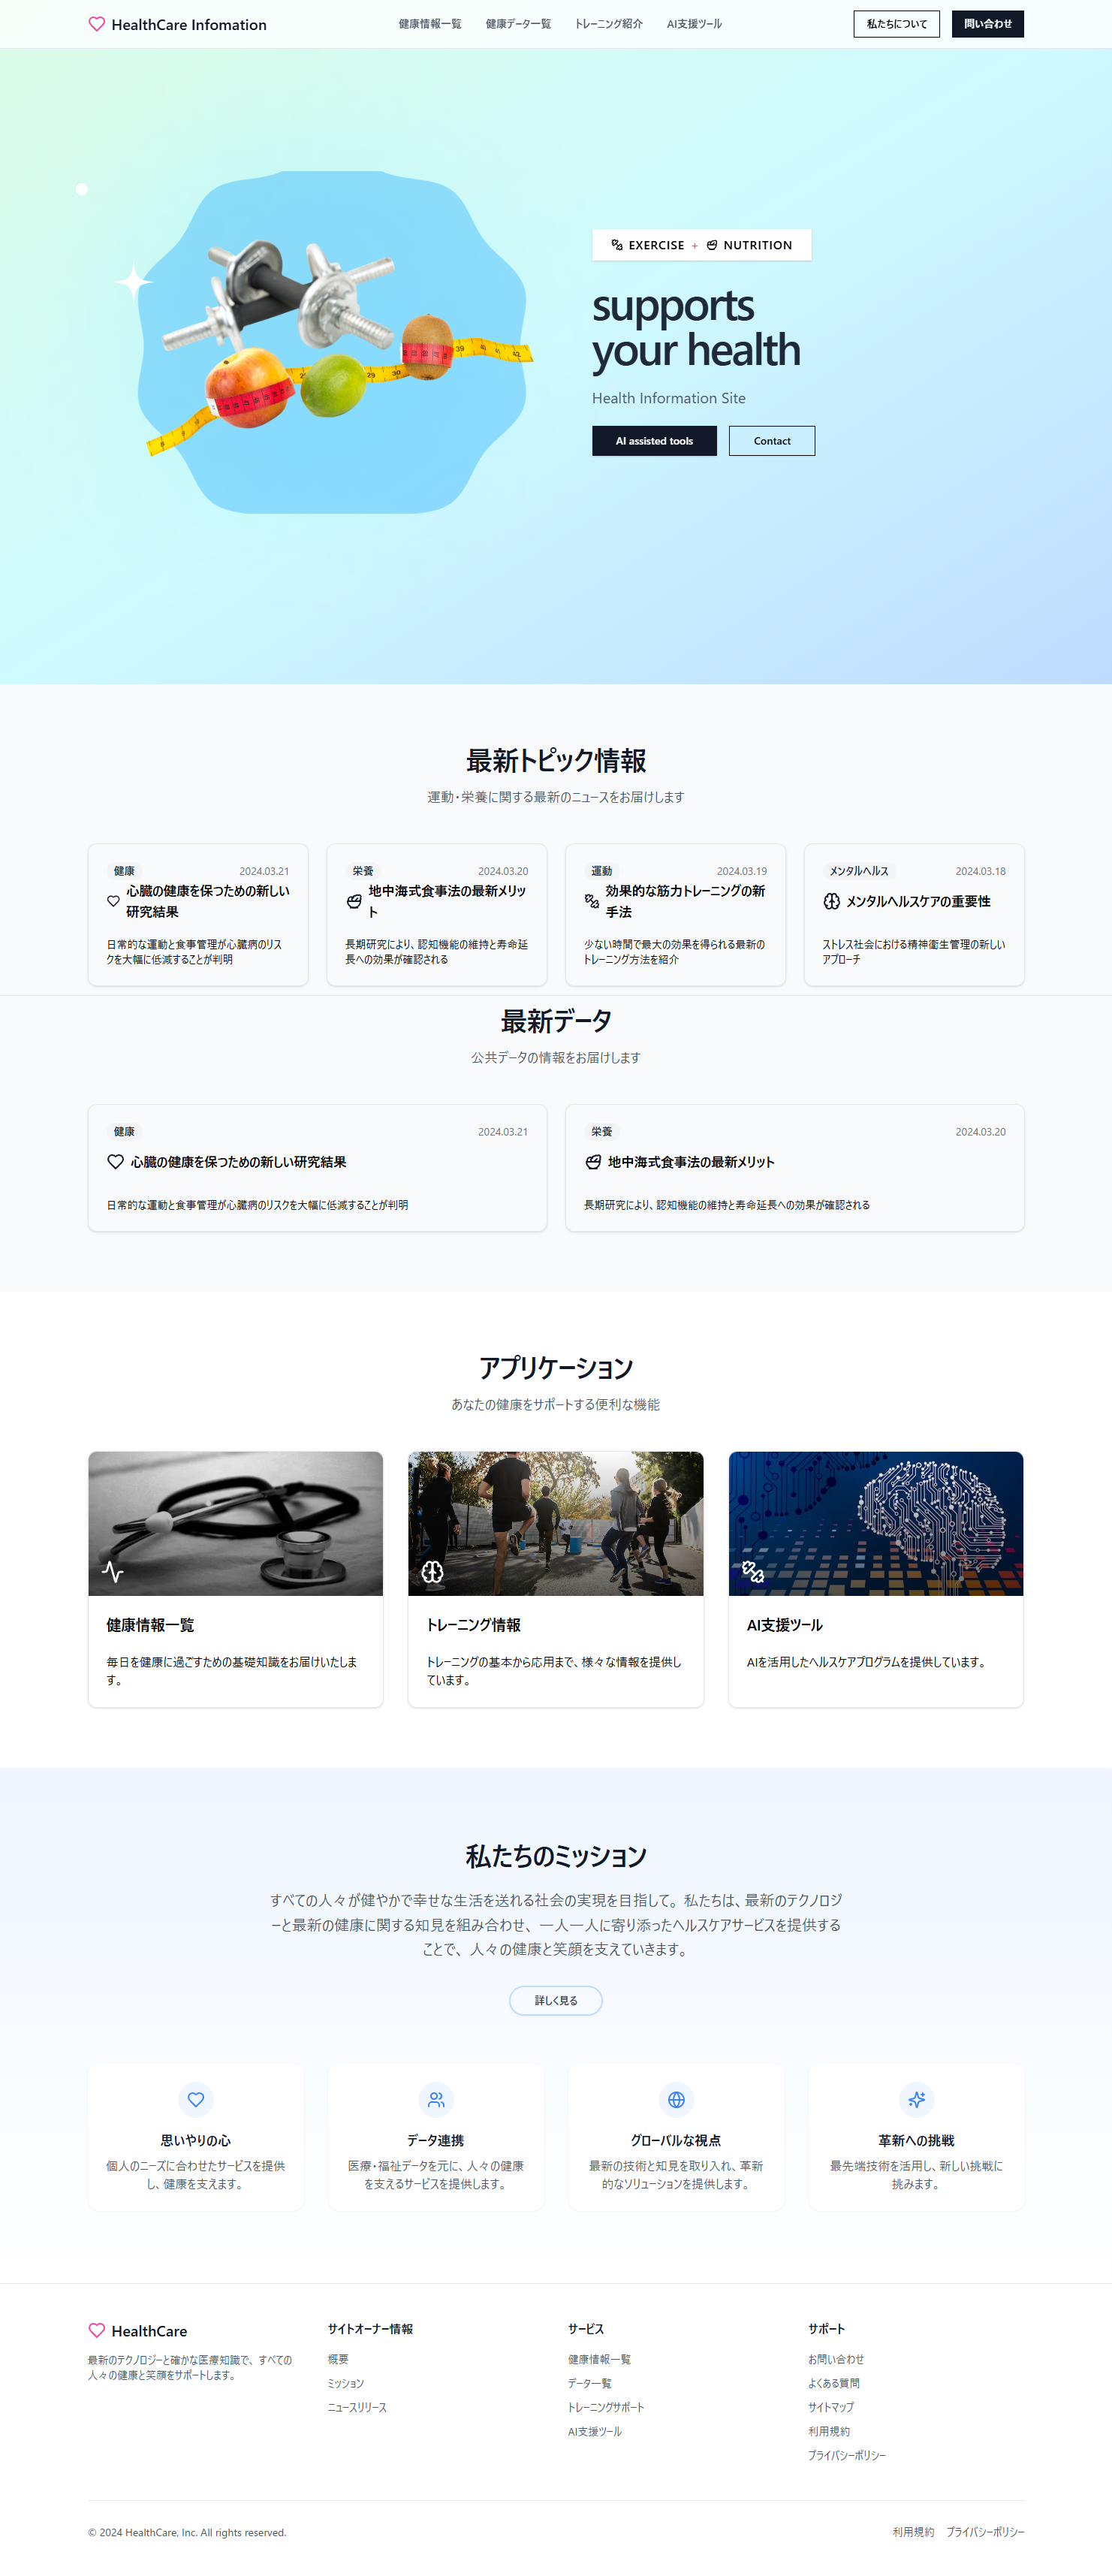 HealthCare Infomation
健康情報一覧
健康データ一覧
トレーニング紹介
AI支援ツール
私たちについて
問い合わせ
EXERCISE + NUTRITION
supports
your health
Health Information Site
AI assisted tools
Contact
最新トピック情報
運動・栄養に関する最新のニュースをお届けします
健康
2024.03.21
心臓の健康を保つための新しい
研究結果
日常的な運動と食事管理が心臓病のリス
クを大幅に低減することが判明
栄養
2024.03.20
地中海式食事法の最新メリッ
ト
長期研究により、認知機能の維持と寿命延
長への効果が確認される
運動
2024.03.19
効果的な筋力トレーニングの新
手法
少ない時間で最大の効果を得られる最新の
トレーニング方法を紹介
メンタルヘルス
2024.03.18
メンタルヘルスケアの重要性
ストレス社会における精神衛生管理の新しい
アプローチ
最新データ
公共データの情報をお届けします
健康
2024.03.21
心臓の健康を保つための新しい研究結果
日常的な運動と食事管理が心臓病のリスクを大幅に低減することが判明
栄養
2024.03.20
地中海式食事法の最新メリット
長期研究により、認知機能の維持と寿命延長への効果が確認される
アプリケーション
あなたの健康をサポートする便利な機能
健康情報一覧
毎日を健康に過ごすための基礎知識をお届けいたしま
す。
トレーニング情報
トレーニングの基本から応用まで、様々な情報を提供し
ています。
AI支援ツール
AIを活用したヘルスケアプログラムを提供しています。
私たちのミッション
すべての人々が健やかで幸せな生活を送れる社会の実現を目指して。私たちは、最新のテクノロジ
ーと最新の健康に関する知見を組み合わせ、一人一人に寄り添ったヘルスケアサービスを提供する
ことで、人々の健康と笑顔を支えていきます。
詳しく見る
思いやりの心
個人のニーズに合わせたサービスを提供
し、健康を支えます。
データ連携
医療・福祉データを元に、人々の健康
を支えるサービスを提供します。
グローバルな視点
最新の技術と知見を取り入れ、革新
的なソリューションを提供します。
革新への挑戦
最先端技術を活用し、新しい挑戦に
挑みます。
HealthCare
最新のテクノロジーと確かな医療知識で、すべての
人々の健康と笑顔をサポートします。
サイトオーナー情報
概要
ミッション
ニュースリリース
サービス
健康情報一覧
データ一覧
トレーニングサポート
AI支援ツール
サポート
お問い合わせ
よくある質問
サイトマップ
利用規約
プライバシーポリシー
© 2024 HealthCare, Inc. All rights reserved.
利用規約
プライバシーポリシー